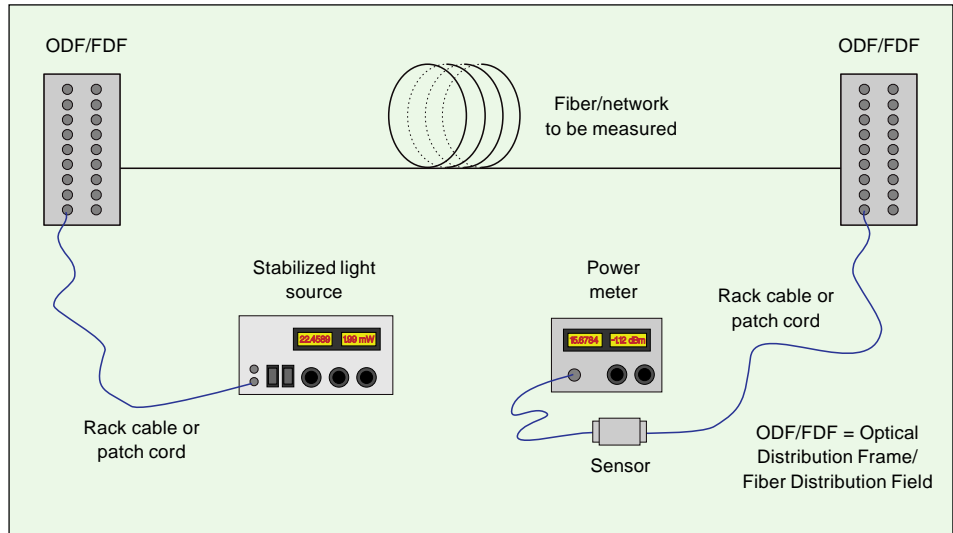 ODF/FDF
ODF/FDF
Fiber/network
to be measured
Stabilized light
source
22.4589 1.99 mW
Power
meter
15.6784 -1.12 dBm
Rack cable or
patch cord
Rack cable or
patch cord
Sensor
ODF/FDF = Optical
Distribution Frame/
Fiber Distribution Field